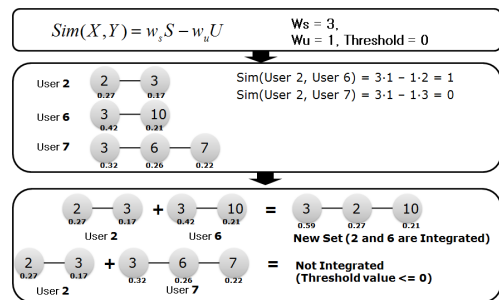 Sim(X,Y) = wsS − wuU
Ws = 3,
Wu = 1, Threshold = 0
User 2
2
3
0.27
0.17
Sim(User 2, User 6) = 3·1 – 1·2 = 1
Sim(User 2, User 7) = 3·1 – 1·3 = 0
User 6
3
10
0.42
0.21
User 7
3
6
7
0.32
0.26
0.22
2
3
+
3
10
=
3
2
10
0.27
0.17
0.42
0.21
0.59
0.27
0.21
User 2
User 6
New Set (2 and 6 are Integrated)
2
3
+
3
6
7
=
Not Integrated
(Threshold value <= 0)
0.27
0.17
0.32
0.26
0.22
User 2
User 7